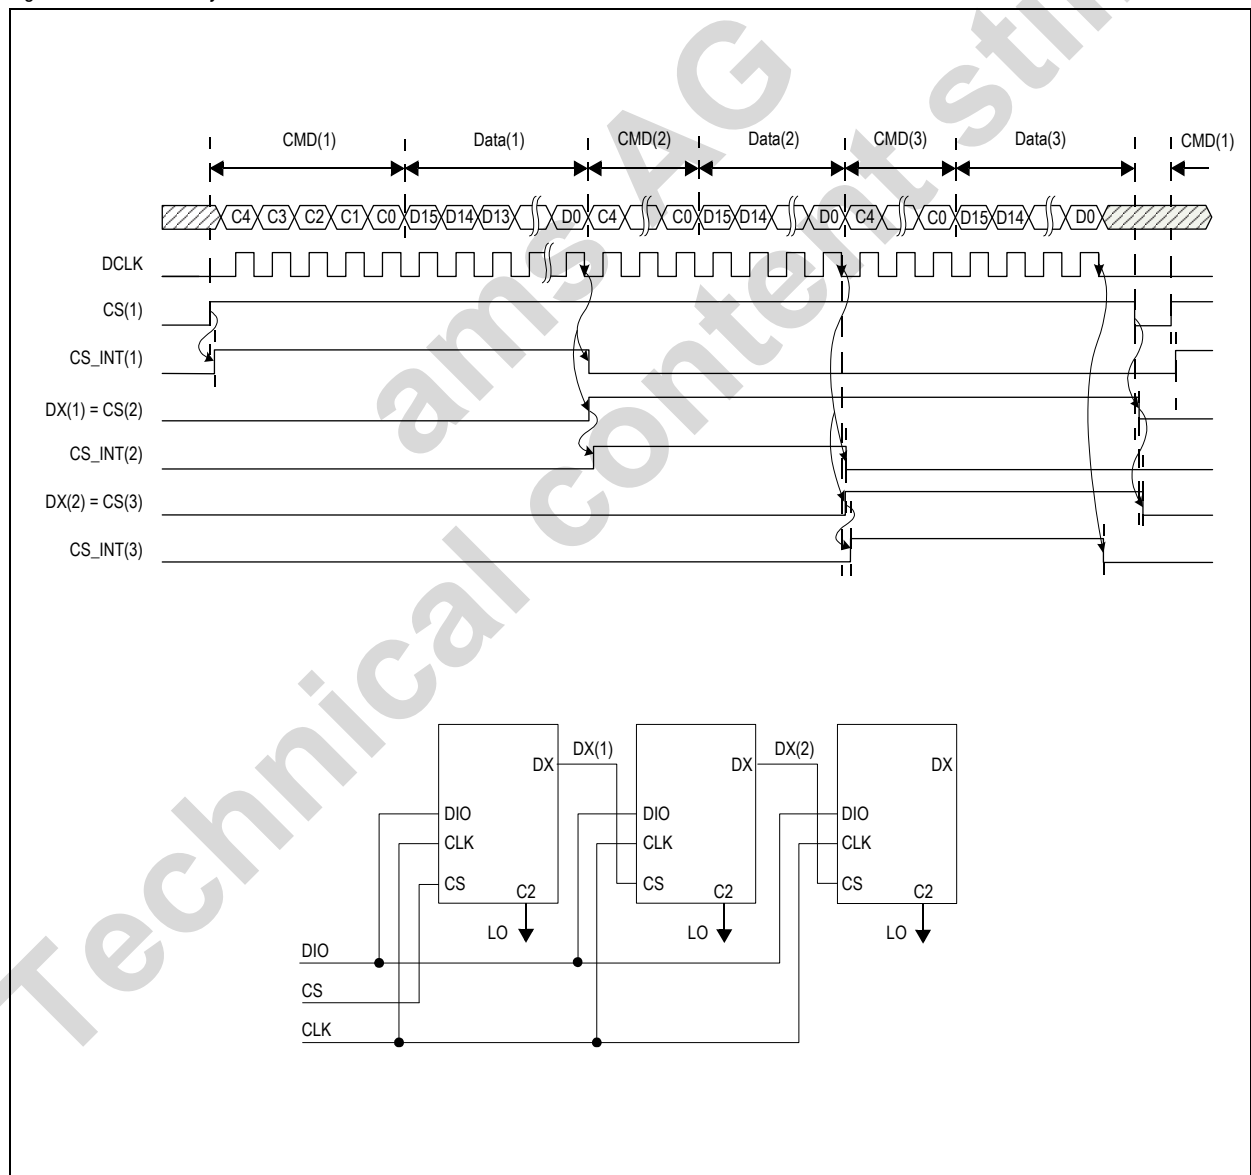 CMD(1) Data(1) CMD(2) Data(2) CMD(3) Data(3) CMD(1)
C4 C3 C2 C1 C0 D15 D14 D13 D0 C4 C0 D15 D14 D0 C4 C0 D15 D14 D0
DCLK
CS(1)
CS_INT(1)
DX(1) = CS(2)
CS_INT(2)
DX(2) = CS(3)
CS_INT(3)
DX DX(1) DX DX(2) DX
DIO DIO DIO
CLK CLK CLK
CS CS CS
C2 C2 C2
LO LO LO
DIO
CS
CLK
ams AG
Technical content